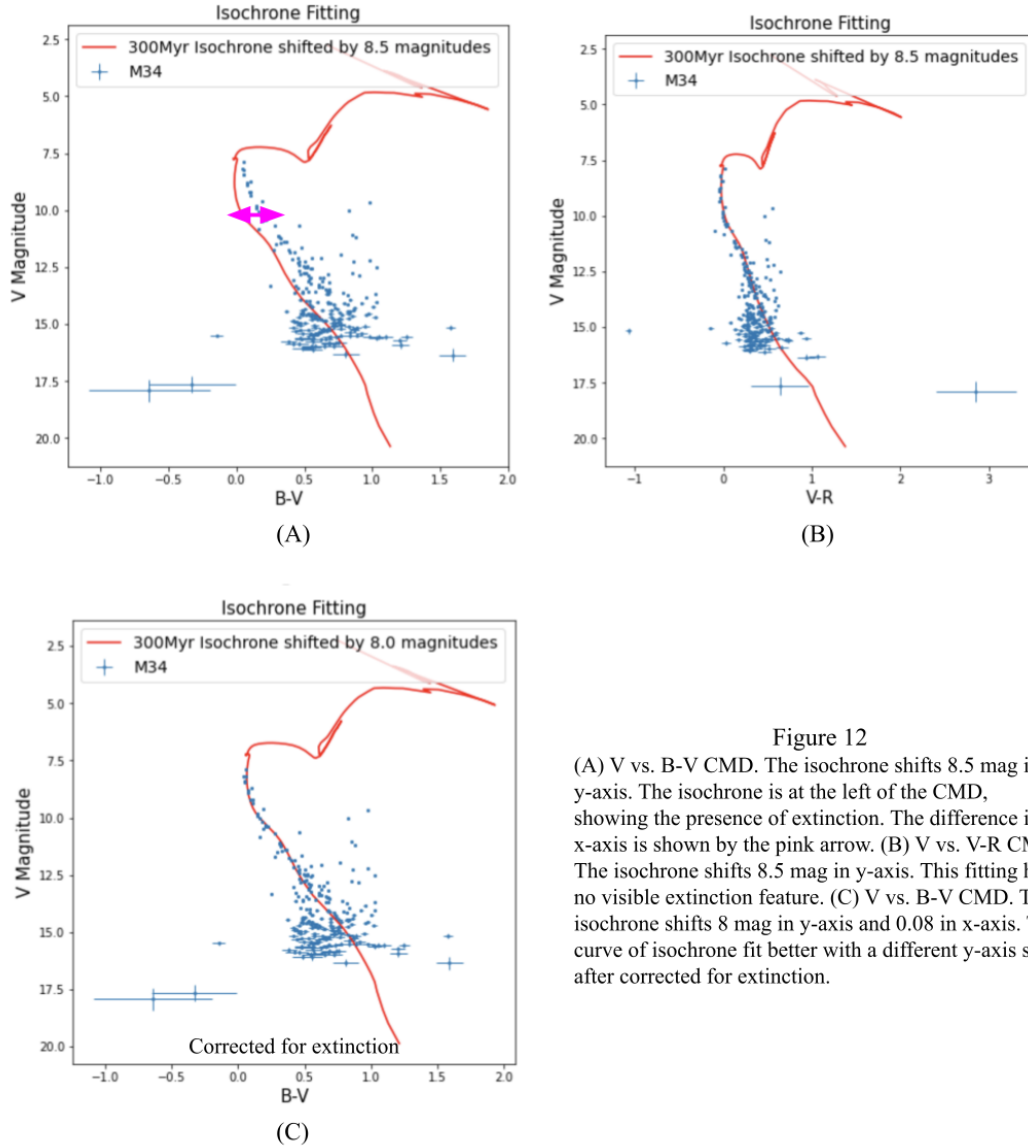 Isochrone Fitting
300Myr Isochrone shifted by 8.5 magnitudes
M34
V Magnitude
2.5
5.0
7.5
10.0
12.5
15.0
17.5
20.0
−1.0 −0.5 0.0 0.5 1.0 1.5 2.0
B-V
(A)
Isochrone Fitting
300Myr Isochrone shifted by 8.5 magnitudes
M34
V Magnitude
2.5
5.0
7.5
10.0
12.5
15.0
17.5
20.0
−1 0 1 2 3
V-R
(B)
Isochrone Fitting
300Myr Isochrone shifted by 8.0 magnitudes
M34
V Magnitude
2.5
5.0
7.5
10.0
12.5
15.0
17.5
20.0
Corrected for extinction
−1.0 −0.5 0.0 0.5 1.0 1.5 2.0
B-V
(C)
Figure 12
(A) V vs. B-V CMD. The isochrone shifts 8.5 mag i
y-axis. The isochrone is at the left of the CMD,
showing the presence of extinction. The difference i
x-axis is shown by the pink arrow. (B) V vs. V-R CM
The isochrone shifts 8.5 mag in y-axis. This fitting h
no visible extinction feature. (C) V vs. B-V CMD. T
isochrone shifts 8 mag in y-axis and 0.08 in x-axis.
curve of isochrone fit better with a different y-axis s
after corrected for extinction.